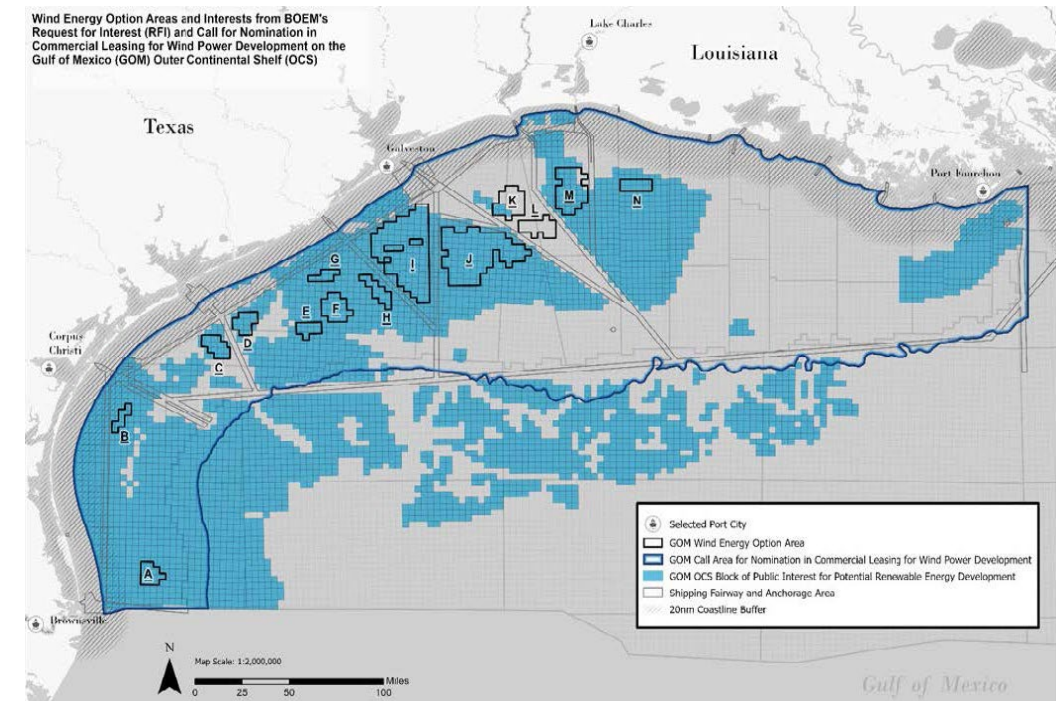 Wind Energy Option Areas and Interests from BOEM's
Request for Interest (RFI) and Call for Nomination in
Commercial Leasing for Wind Power Development on the
Gulf of Mexico (GOM) Outer Continental Shelf (OCS)
Lake Charles
Louisiana
Texas
Galveston
Port Fourchon
K
M
N
L
G
I
J
E
F
H
D
C
Corpus
Christi
B
A
Brownsville
Selected Port City
GOM Wind Energy Option Area
GOM Call Area for Nomination in Commercial Leasing for Wind Power Development
GOM OCS Block of Public Interest for Potential Renewable Energy Development
Shipping Fairway and Anchorage Area
20nm Coastline Buffer
N
Map Scale: 1:2,000,000
Miles
0 25 50 100
Gulf of Mexico